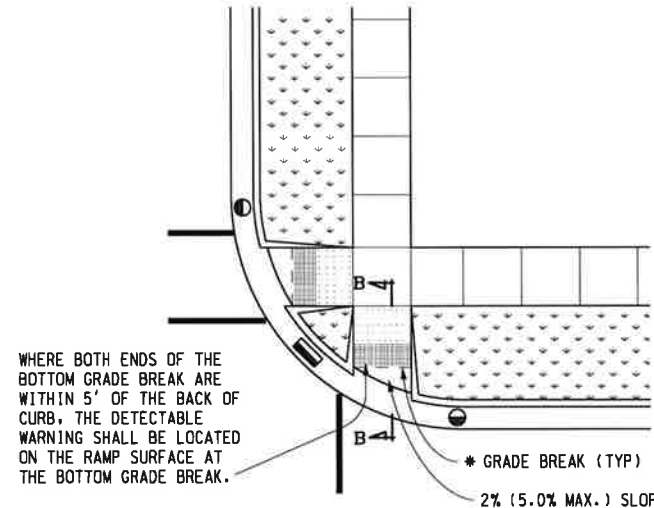 B
WHERE BOTH ENDS OF THE
BOTTOM GRADE BREAK ARE
WITHIN 5' OF THE BACK OF
CURB, THE DETECTABLE
WARNING SHALL BE LOCATED
ON THE RAMP SURFACE AT
THE BOTTOM GRADE BREAK.
B
* GRADE BREAK (TYP)
2% (5.0% MAX.) SLOP